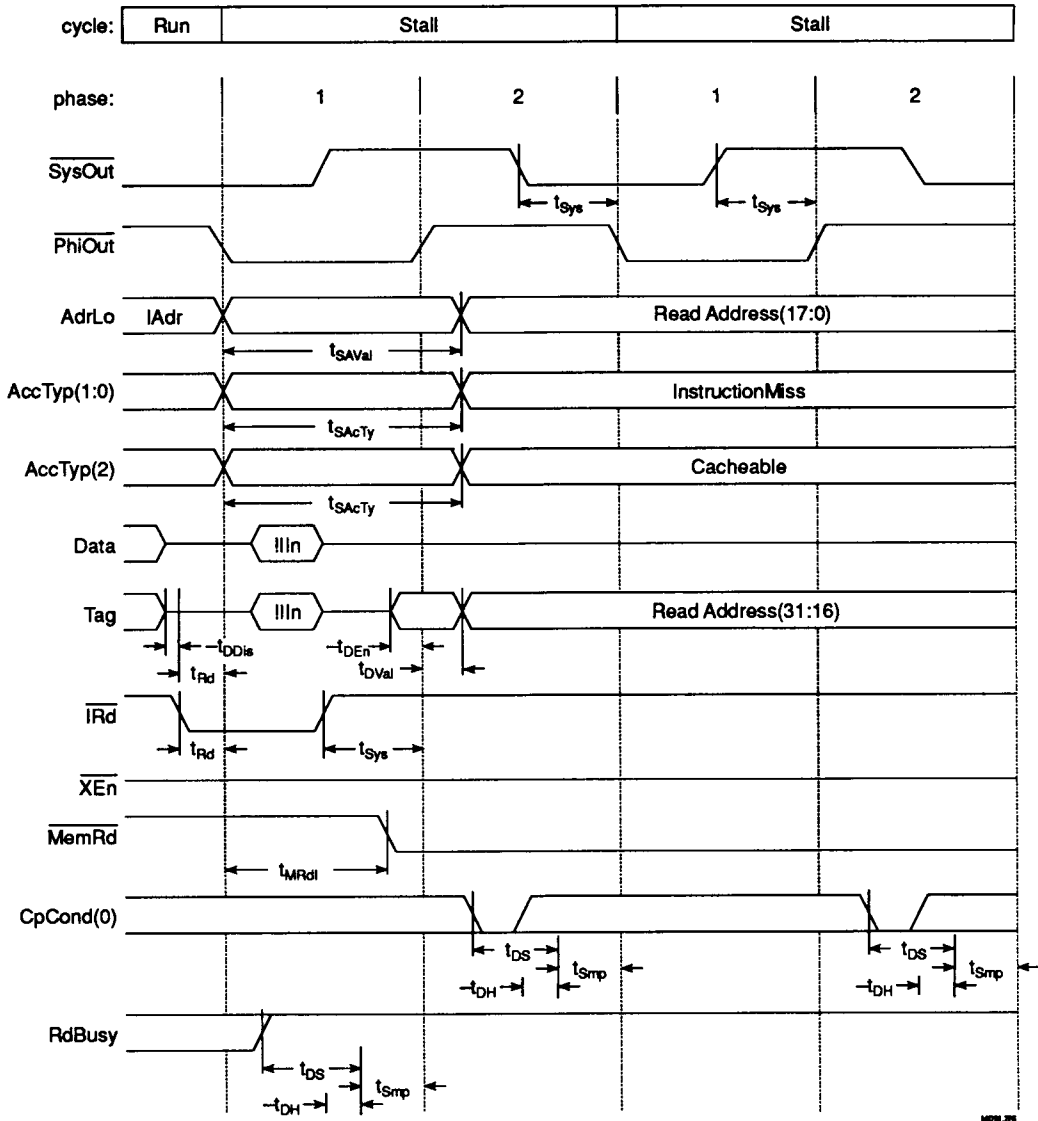 cycle: Run Stall Stall
phase: 1 2 1 2
SysOut
tSys tSys
PhiOut
AdrLo IAdr Read Address(17:0)
tSAVal
AccTyp(1:0) InstructionMiss
tSAcTy
AccTyp(2) Cacheable
tSAcTy
Data !IIn
Tag !IIn Read Address(31:16)
–tDDis –tDEn
tRd tDVal
IRd
tRd tSys
XEn
MemRd
tMRdI
CpCond(0)
tDS tDS
tSmp tSmp
–tDH –tDH
RdBusy
tDS
tSmp
–tDH